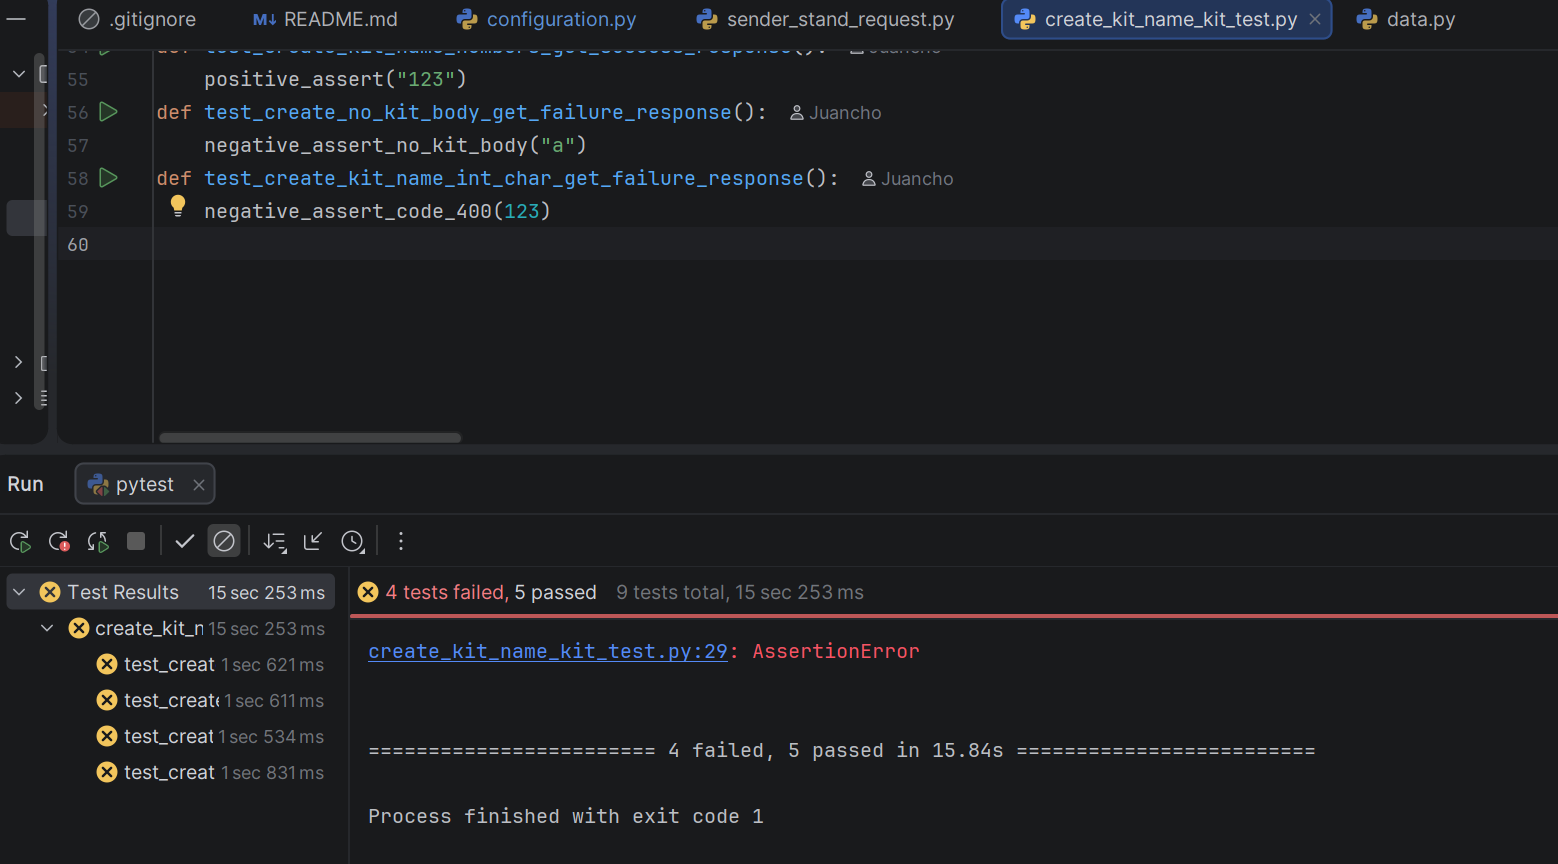 .gitignore
README.md
configuration.py
sender_stand_request.py
create_kit_name_kit_test.py
data.py
55 positive_assert("123")
56 def test_create_no_kit_body_get_failure_response(): Juancho
57 negative_assert_no_kit_body("a")
58 def test_create_kit_name_int_char_get_failure_response(): Juancho
59 negative_assert_code_400(123)
60
Run
pytest
Test Results 15 sec 253 ms
create_kit_n 15 sec 253 ms
test_creat 1 sec 621 ms
test_create 1 sec 611 ms
test_creat 1 sec 534 ms
test_creat 1 sec 831 ms
4 tests failed, 5 passed 9 tests total, 15 sec 253 ms
create_kit_name_kit_test.py:29: AssertionError
======================== 4 failed, 5 passed in 15.84s =========================
Process finished with exit code 1